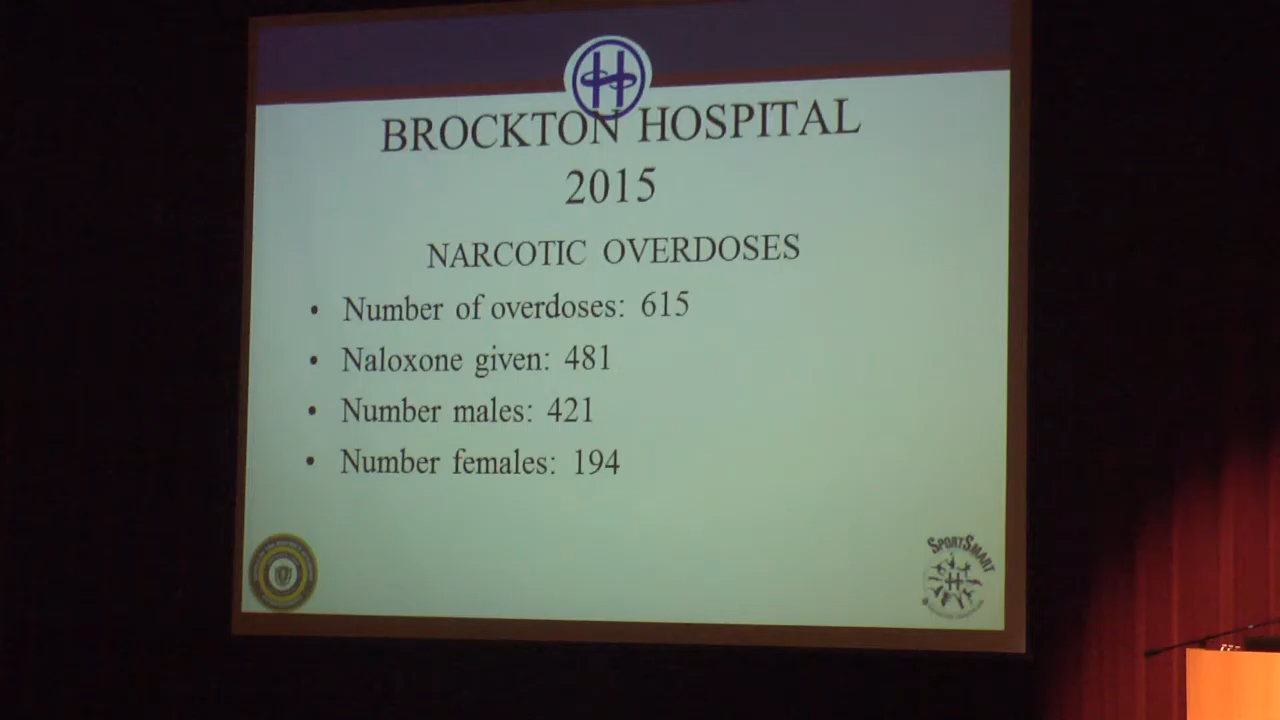 BROCKTON HOSPITAL
2015
NARCOTIC OVERDOSES
• Number of overdoses: 615
• Naloxone given: 481
• Number males: 421
• Number females: 194
SPORTSMART